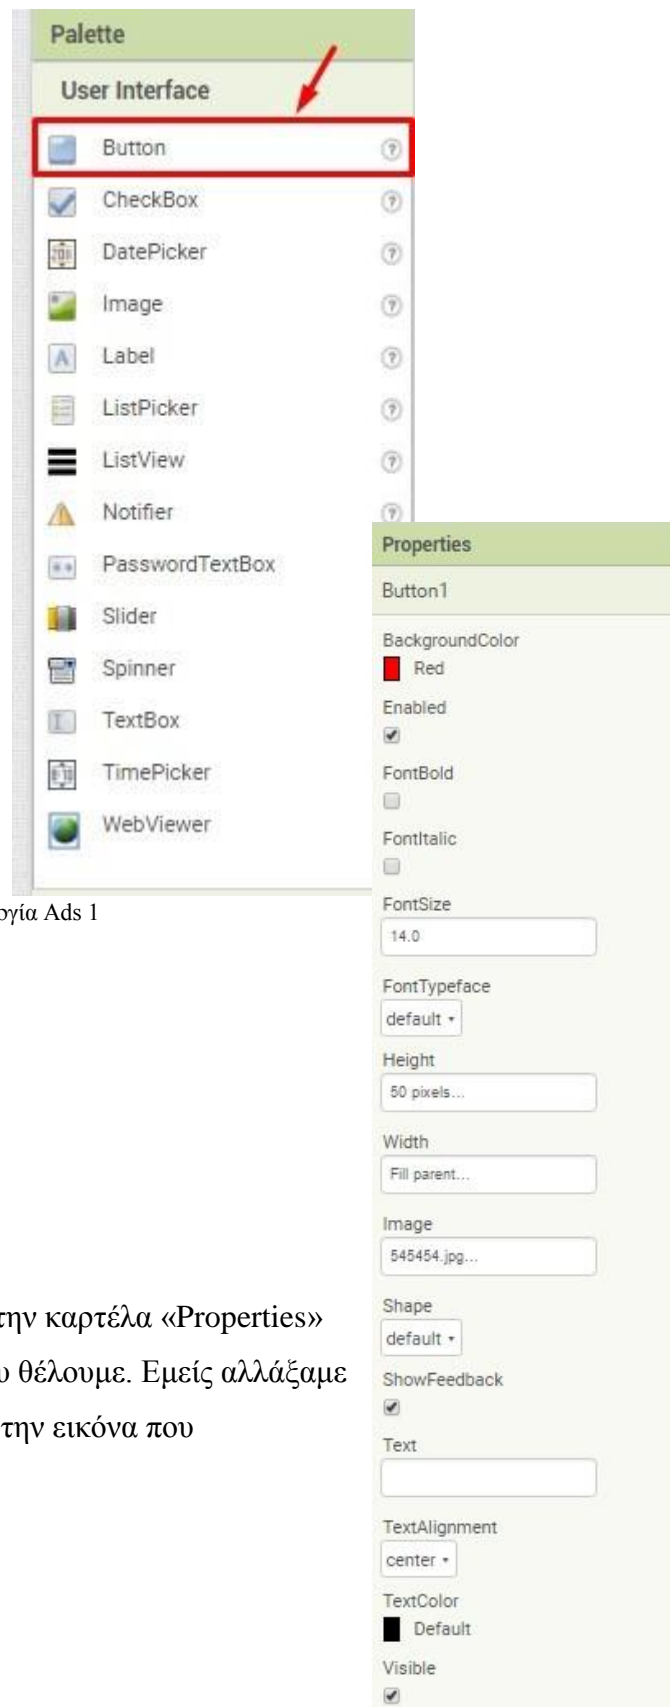 Palette
User Interface
Button
CheckBox
DatePicker
Image
Label
ListPicker
ListView
Notifier
PasswordTextBox
Slider
Spinner
TextBox
TimePicker
WebViewer
Ads 1
Properties
Button1
BackgroundColor
Red
Enabled
FontBold
FontItalic
FontSize
14.0
FontTypeface
default
Height
50 pixels...
Width
Fill parent...
Image
545454.jpg...
Shape
default
ShowFeedback
Text
TextAlignment
center
TextColor
Default
Visible
καρτέλα «Properties»
θέλουμε. Εμείς αλλάξαμε
την εικόνα που